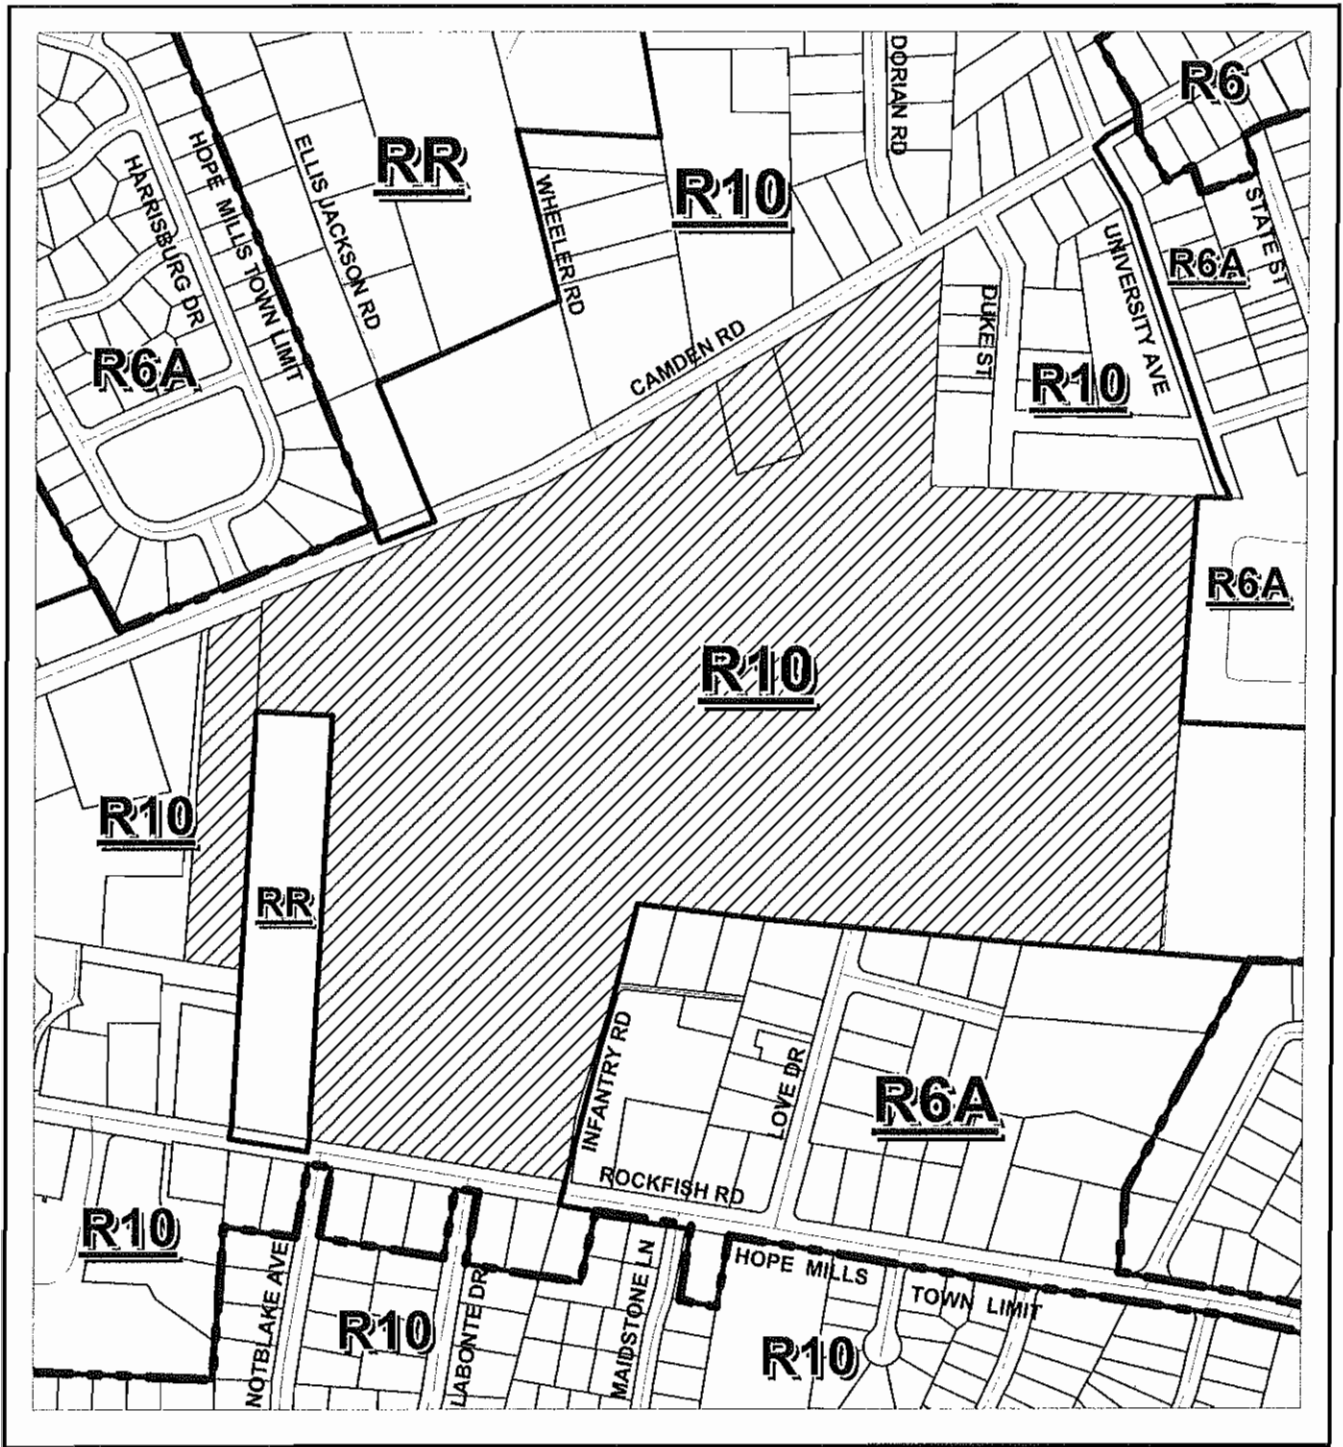 R6
DORIAN RD
HOPE MILLS TOWN LIMIT
ELLIS JACKSON RD
RR
HARRISBURG DR
WHEELER RD
R10
STATE ST
UNIVERSITY AVE
R6A
DUKE ST
CAMDEN RD
R6A
R10
R6A
R10
R10
RR
INFANTRY RD
LOVE DR
R6A
ROCKFISH RD
R10
NOTBLAKE AVE
LABONTE DR
MAIDSTONE LN
HOPE MILLS
TOWN LIMIT
R10
R10